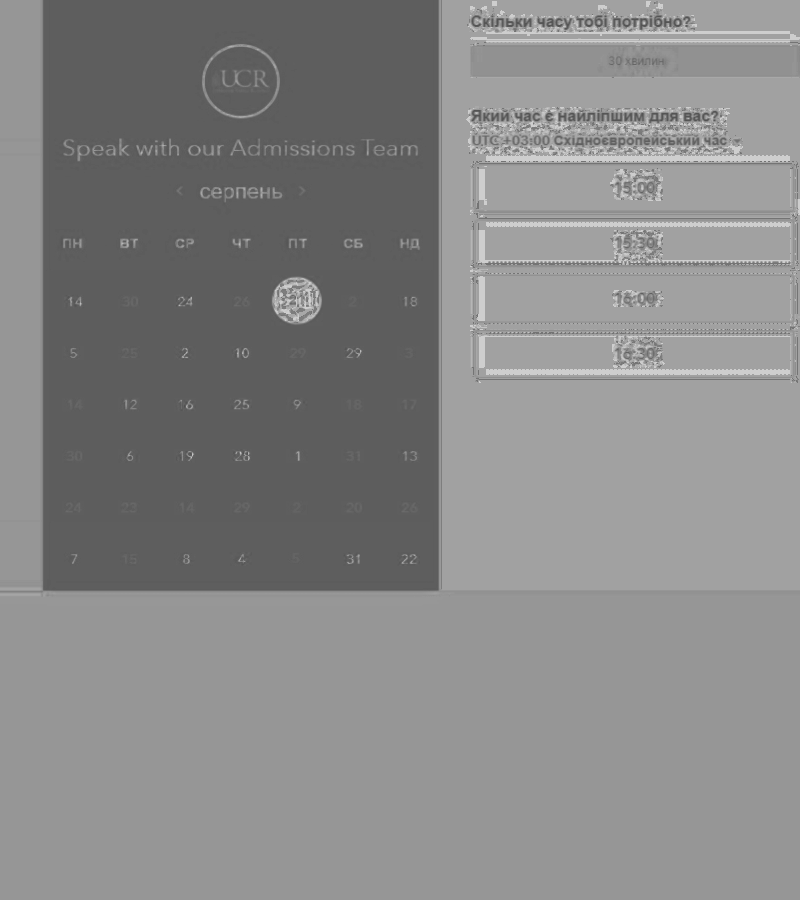 UCR
Speak with our Admissions Team
серпень
ПН ВТ СР ЧТ ПТ СБ НД
14 30 24 26 2 18
5 25 2 10 29 29 3
14 12 16 25 9 18 17
30 6 19 28 1 31 13
24 23 14 29 2 20 26
7 15 8 4 5 31 22
Скільки часу тобі потрібно?
30 хвилин
Який час є найліпшим для вас?
UTC +03:00 Східноєвропейський час
15:00
15:30
16:00
16:30